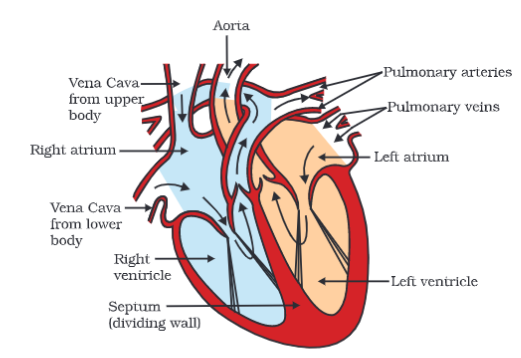 Aorta
Vena Cava
from upper
body
Pulmonary arteries
Pulmonary veins
Right atrium
Left atrium
Vena Cava
from lower
body
Right
ventricle
Left ventricle
Septum
(dividing wall)